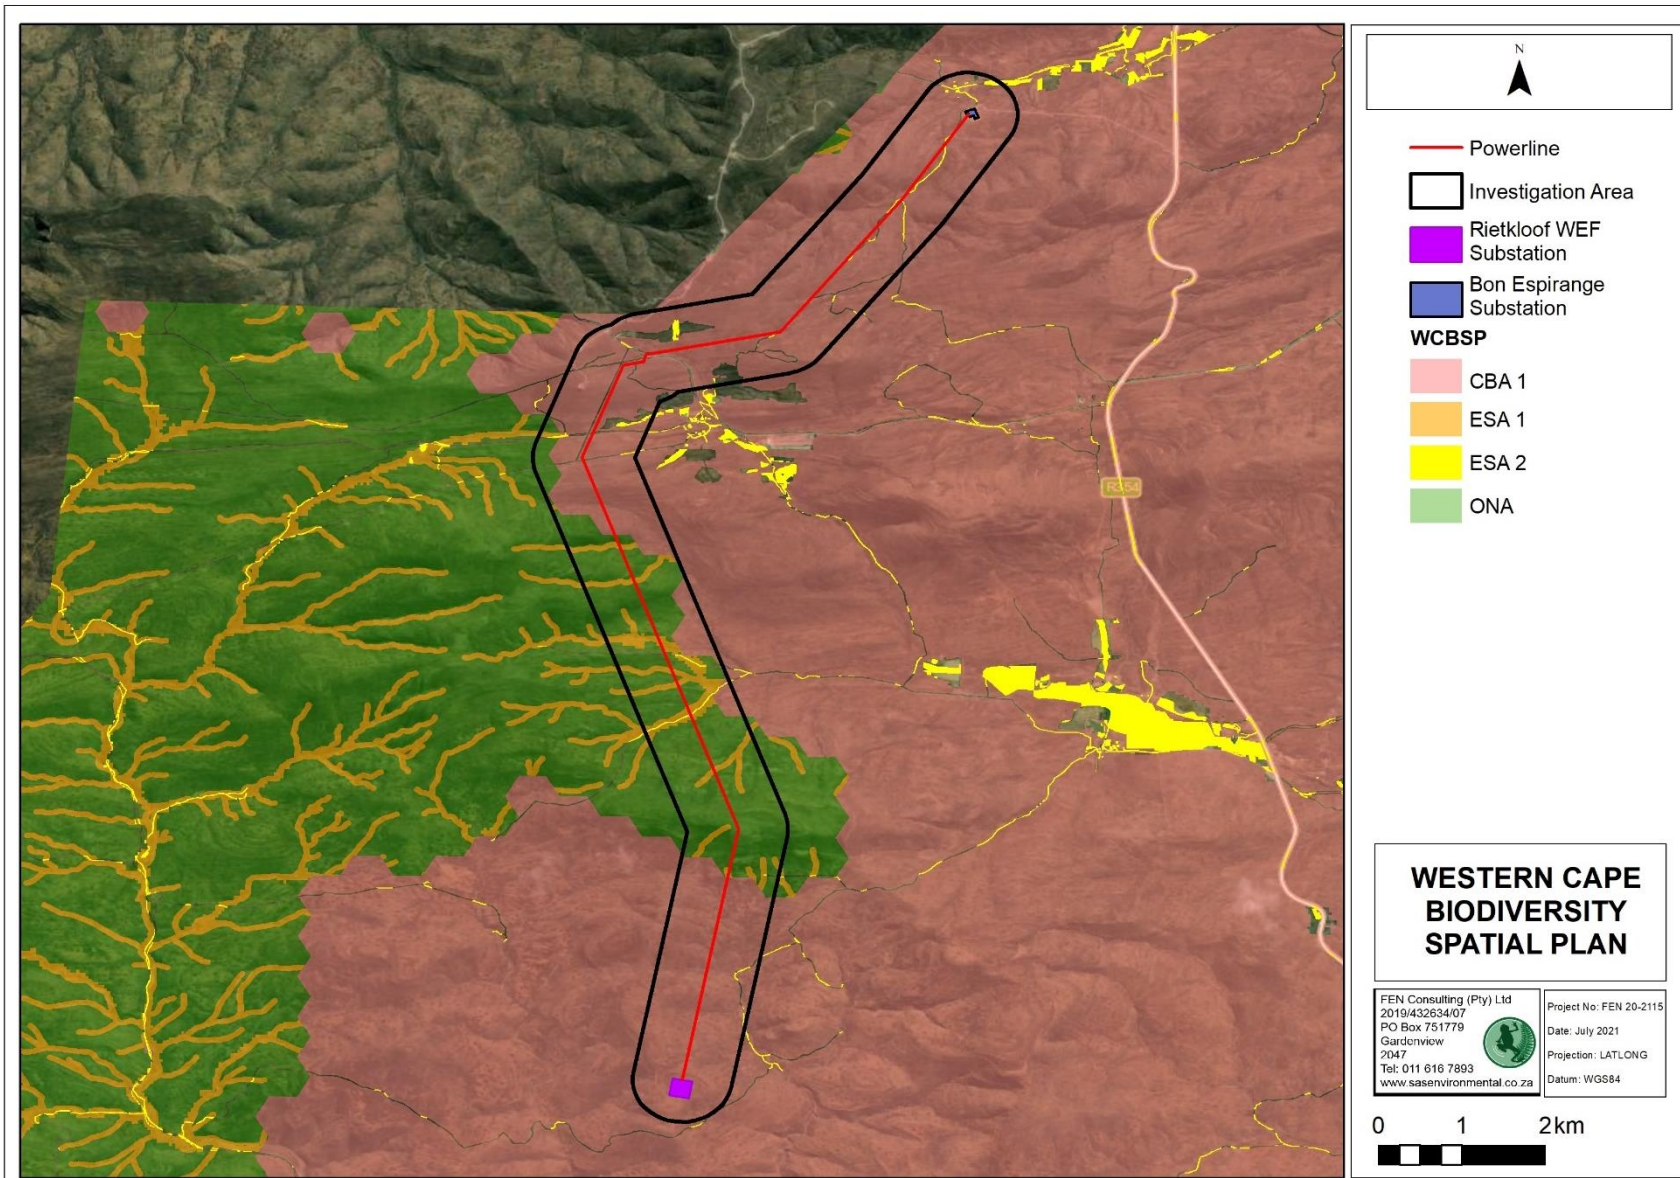 N
Powerline
Investigation Area
Rietkloof WEF
Substation
Bon Espirange
Substation
WCBSP
CBA 1
ESA 1
ESA 2
ONA
R354
WESTERN CAPE
BIODIVERSITY
SPATIAL PLAN
FEN Consulting (Pty) Ltd
2019/432634/07
PO Box 751779
Gardenview
2047
Tel: 011 616 7893
www.sasenvironmental.co.za
Project No: FEN 20-2115
Date: July 2021
Projection: LATLONG
Datum: WGS84
0 1 2km